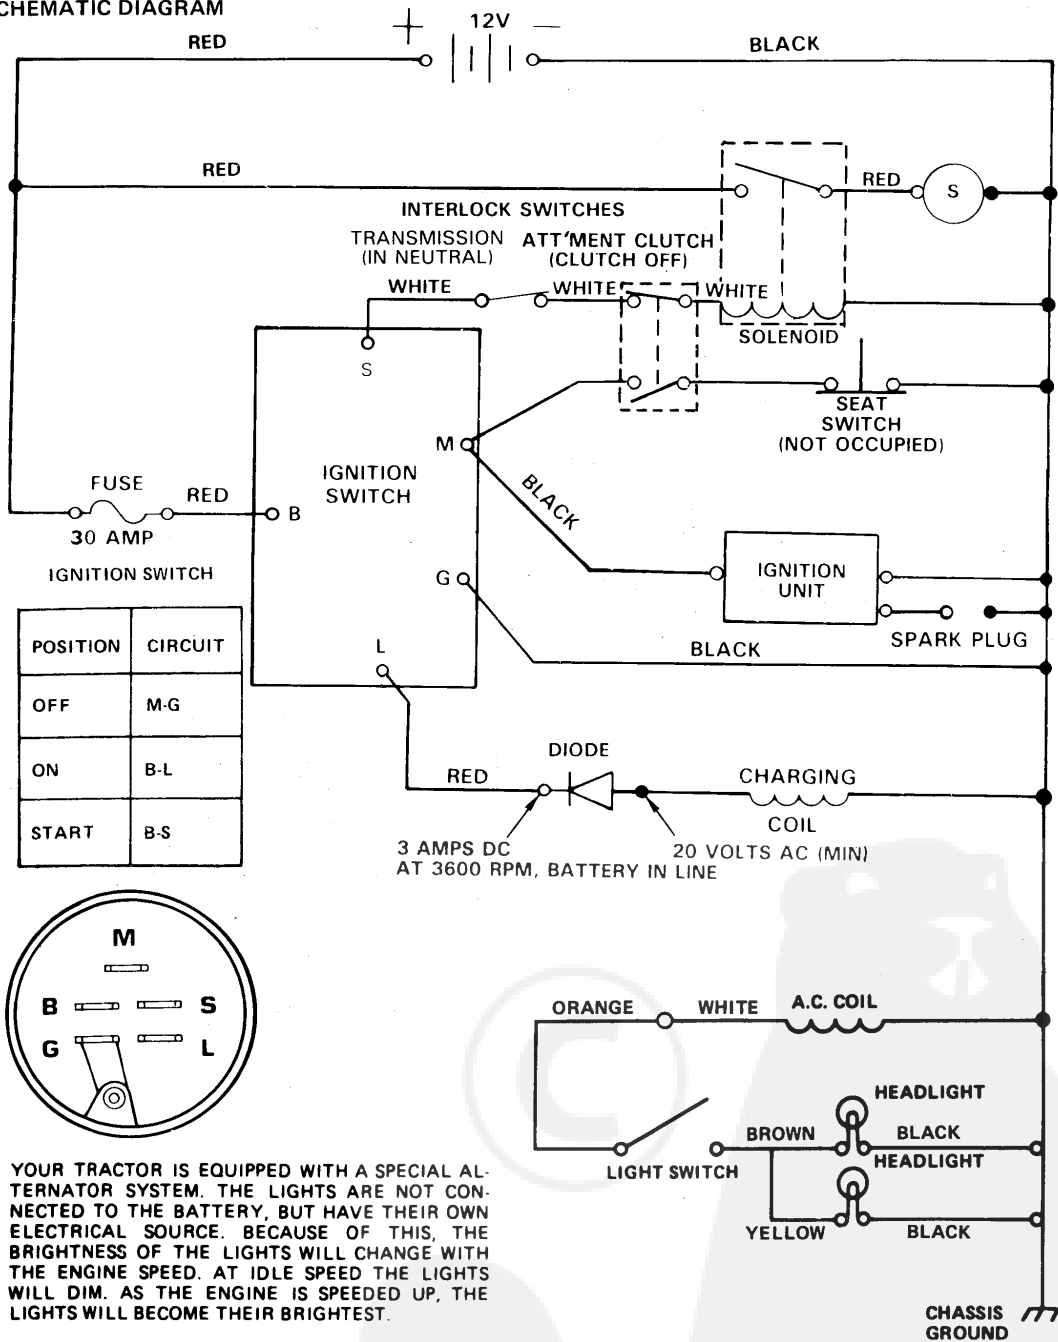 CHEMATIC DIAGRAM
+ 12V −
RED
BLACK
RED
RED
S
INTERLOCK SWITCHES
TRANSMISSION
(IN NEUTRAL)
ATT'MENT CLUTCH
(CLUTCH OFF)
WHITE
WHITE
WHITE
SOLENOID
S
SEAT
SWITCH
(NOT OCCUPIED)
M
IGNITION
SWITCH
BLACK
FUSE
RED
B
30 AMP
IGNITION
UNIT
G
SPARK PLUG
BLACK
L
IGNITION SWITCH
POSITION CIRCUIT
OFF M-G
ON B-L
START B-S
DIODE
RED
CHARGING
COIL
3 AMPS DC
AT 3600 RPM, BATTERY IN LINE
20 VOLTS AC (MIN)
M
B S
G L
©
ORANGE
WHITE
A.C. COIL
HEADLIGHT
BROWN
BLACK
LIGHT SWITCH
HEADLIGHT
YELLOW
BLACK
YOUR TRACTOR IS EQUIPPED WITH A SPECIAL AL-
TERNATOR SYSTEM. THE LIGHTS ARE NOT CON-
NECTED TO THE BATTERY, BUT HAVE THEIR OWN
ELECTRICAL SOURCE. BECAUSE OF THIS, THE
BRIGHTNESS OF THE LIGHTS WILL CHANGE WITH
THE ENGINE SPEED. AT IDLE SPEED THE LIGHTS
WILL DIM. AS THE ENGINE IS SPEEDED UP, THE
LIGHTS WILL BECOME THEIR BRIGHTEST.
CHASSIS
GROUND